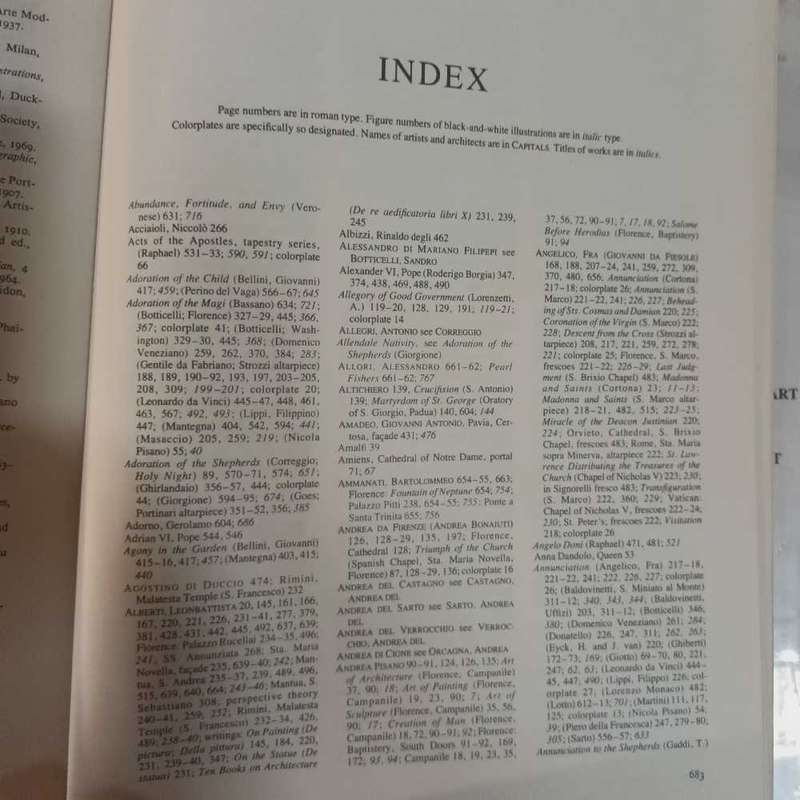 Arte Mod-
1937.
Milan,
strations,
Duck-
Society,
1969.
graphic,
Port-
1907.
Artis-
1910.
ed.,
4
1964.
Phai-
by
INDEX
Page numbers are in roman type. Figure numbers of black-and-white illustrations are in italic type.
Colorplates are specifically so designated. Names of artists and architects are in CAPITALS. Titles of works are in italics.
Abundance, Fortitude, and Envy (Vero-
nese) 631; 716
Acciaioli, Niccolò 266
Acts of the Apostles, tapestry series,
(Raphael) 531–33; 590, 591; colorplate
66
Adoration of the Child (Bellini, Giovanni)
417; 459; (Perino del Vaga) 566–67; 645
Adoration of the Magi (Bassano) 634; 721;
(Botticelli; Florence) 327–29, 445; 366,
367; colorplate 41; (Botticelli; Wash-
ington) 329–30, 445; 368; (Domenico
Veneziano) 259, 262, 370, 384; 283;
(Gentile da Fabriano; Strozzi altarpiece)
188, 189, 190–92, 193, 197, 203–205,
208, 309; 199–201; colorplate 20;
(Leonardo da Vinci) 445–47, 448, 461,
463, 567; 492, 493; (Lippi, Filippino)
447; (Mantegna) 404, 542, 594; 441;
(Masaccio) 205, 259; 219; (Nicola
Pisano) 55; 40
Adoration of the Shepherds (Correggio;
Holy Night) 89, 570–71, 574; 651;
(Ghirlandaio) 356–57, 444; colorplate
44; (Giorgione) 594–95; 674; (Goes;
Portinari altarpiece) 351–52, 356; 385
Adorno, Gerolamo 604; 686
Adrian VI, Pope 544, 546
Agony in the Garden (Bellini, Giovanni)
415–16, 417; 457; (Mantegna) 403, 415;
440
AGOSTINO DI DUCCIO 474; Rimini,
Malatesta Temple (S. Francesco) 232
ALBERTI, LEONBATTISTA 20, 145, 161, 166,
167, 220, 221, 226, 231–41, 277, 379,
381, 428, 431, 442, 445, 492, 637, 639;
Florence: Palazzo Rucellai 234–35, 496;
241, SS. Annunziata 268; Sta. Maria
Novella, façade 235, 639–40; 242; Man-
tua, S. Andrea 235–37, 239, 489, 496,
515, 639, 640, 664; 243–46; Mantua, S.
Sebastiano 308; perspective theory
240–41, 259; 257; Rimini, Malatesta
Temple (S. Francesco) 232–34, 426,
489; 238–40; writings: On Painting (De
pictura; Della pittura) 145, 184, 220,
231, 239–40, 347; On the Statue (De
statua) 231; Ten Books on Architecture
(De re aedificatoria libri X) 231, 239,
245
Albizzi, Rinaldo degli 462
ALESSANDRO DI MARIANO FILIPEPI see
BOTTICELLI, SANDRO
Alexander VI, Pope (Roderigo Borgia) 347,
374, 438, 469, 488, 490
Allegory of Good Government (Lorenzetti,
A.) 119–20, 128, 129, 191; 119–21;
colorplate 14
ALLEGRI, ANTONIO see CORREGGIO
Allendale Nativity, see Adoration of the
Shepherds (Giorgione)
ALLORI, ALESSANDRO 661–62; Pearl
Fishers 661–62; 767
ALTICHIERO 139, Crucifixion (S. Antonio)
139; Martyrdom of St. George (Oratory
of S. Giorgio, Padua) 140, 604; 144
AMADEO, GIOVANNI ANTONIO, Pavia, Cer-
tosa, façade 431; 476
Amalfi 39
Amiens, Cathedral of Notre Dame, portal
71; 67
AMMANATI, BARTOLOMMEO 654–55, 663;
Florence: Fountain of Neptune 654; 754;
Palazzo Pitti 238, 654–55; 755; Ponte a
Santa Trinita 655; 756
ANDREA DA FIRENZE (ANDREA BONAIUTI)
126, 128–29, 135, 197; Florence,
Cathedral 128; Triumph of the Church
(Spanish Chapel, Sta. Maria Novella,
Florence) 87, 128–29, 136; colorplate 16
ANDREA DEL CASTAGNO see CASTAGNO,
ANDREA DEL
ANDREA DEL SARTO see SARTO, ANDREA
DEL
ANDREA DEL VERROCCHIO see VERROC-
CHIO, ANDREA DEL
ANDREA DI CIONE see ORCAGNA, ANDREA
ANDREA PISANO 90–91, 124, 126, 135; Art
of Architecture (Florence, Campanile)
37, 90; 18; Art of Painting (Florence,
Campanile) 19, 23, 90; 7; Art of
Sculpture (Florence, Campanile) 35, 56,
90; 17; Creation of Man (Florence,
Campanile) 18, 72, 90–91; 92; Florence:
Baptistery, South Doors 91–92, 169,
172; 93, 94; Campanile 18, 19, 23, 35,
37, 56, 72, 90–91; 7, 17, 18, 92; Salome
Before Herodias (Florence, Baptistery)
91; 94
ANGELICO, FRA (GIOVANNI DA FIESOLE)
168, 188, 207–24, 241, 259, 272, 309,
370, 480, 656; Annunciation (Cortona)
217–18; colorplate 26; Annunciation (S.
Marco) 221–22, 241; 226, 227; Behead-
ing of Sts. Cosmas and Damian 220; 225;
Coronation of the Virgin (S. Marco) 222;
228; Descent from the Cross (Strozzi al-
tarpiece) 208, 217, 221, 259, 272, 278;
221; colorplate 25; Florence, S. Marco,
frescoes 221–22; 226–29; Last Judg-
ment (S. Brixio Chapel) 483; Madonna
and Saints (Cortona) 23; 11–13;
Madonna and Saints (S. Marco altar-
piece) 218–21, 482, 515; 223–25;
Miracle of the Deacon Justinian 220;
224; Orvieto, Cathedral, S. Brixio
Chapel, frescoes 483; Rome, Sta. Maria
sopra Minerva, altarpiece 222; St. Law-
rence Distributing the Treasures of the
Church (Chapel of Nicholas V) 223; 230;
in Signorelli fresco 483; Transfiguration
(S. Marco) 222, 360; 229; Vatican:
Chapel of Nicholas V, frescoes 222–24;
230; St. Peter's; frescoes 222; Visitation
218; colorplate 26
Angelo Doni (Raphael) 471, 481; 521
Anna Dandolo, Queen 53
Annunciation (Angelico, Fra) 217–18,
221–22, 241; 222, 226, 227; colorplate
26; (Baldovinetti, S. Miniato al Monte)
311–12; 340, 343, 344; (Baldovinetti,
Uffizi) 203, 311–12; (Botticelli) 346,
380; (Domenico Veneziano) 261; 284;
(Donatello) 226, 247, 311; 262, 263;
(Eyck, H. and J. van) 220; (Ghiberti)
172–73; 169; (Giotto) 69–70, 80, 221,
247; 62, 63; (Leonardo da Vinci) 444–
45, 447; 490; (Lippi, Filippo) 226; col-
orplate 27; (Lorenzo Monaco) 482;
(Lotto) 612–13; 701; (Martini) 111, 117,
125; colorplate 13; (Nicola Pisano) 54;
39; (Piero della Francesca) 247, 279–80;
305; (Sarto) 556–57; 633
Annunciation to the Shepherds (Gaddi, T.)
683
ART